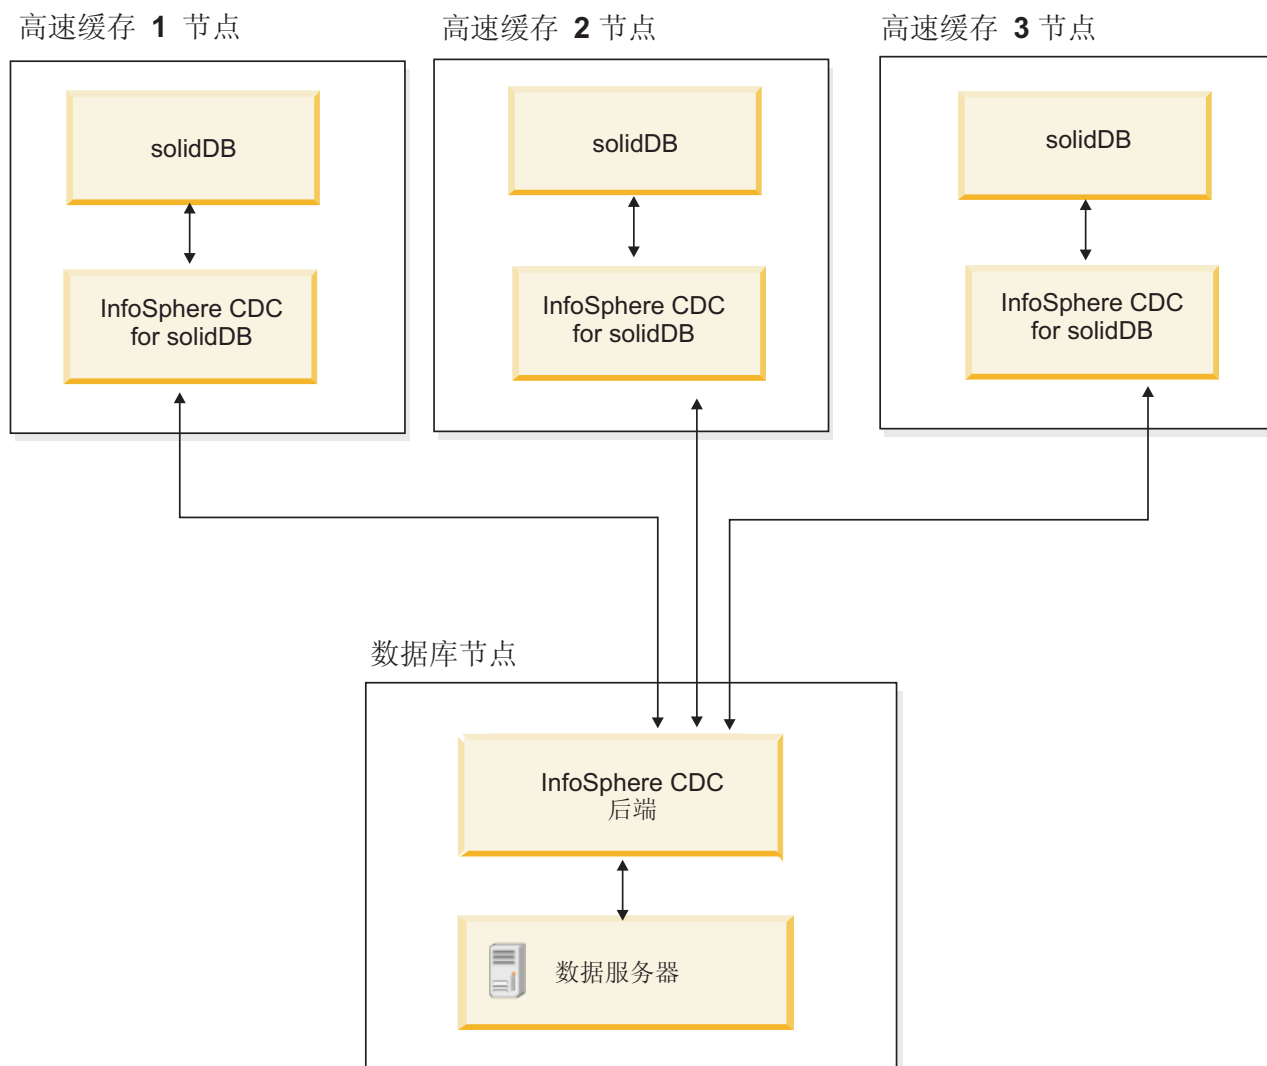 高速缓存 1 节点
高速缓存 2 节点
高速缓存 3 节点
solidDB
solidDB
solidDB
InfoSphere CDC
for solidDB
InfoSphere CDC
for solidDB
InfoSphere CDC
for solidDB
数据库节点
InfoSphere CDC
后端
数据服务器